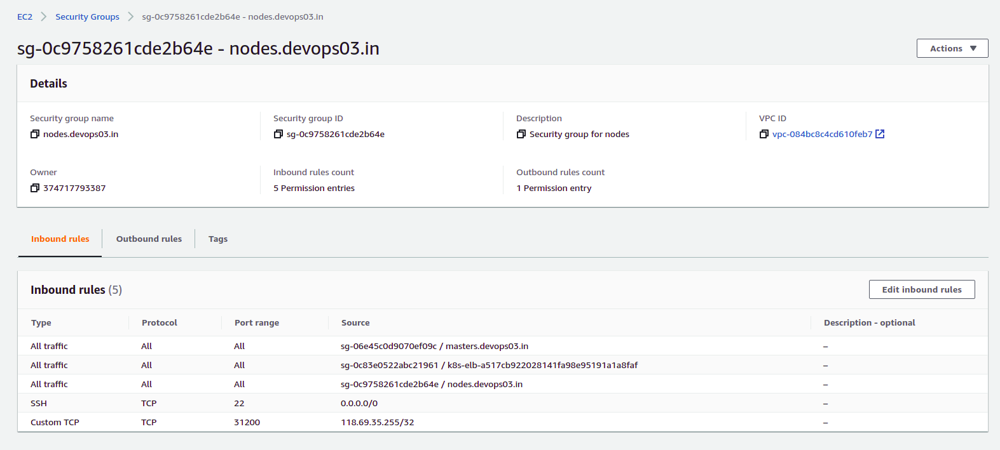 EC2 > Security Groups > sg-0c9758261cde2b64e - nodes.devops03.in
sg-0c9758261cde2b64e - nodes.devops03.in
Actions ▼
Details
Security group name Security group ID Description VPC ID
nodes.devops03.in sg-0c9758261cde2b64e Security group for nodes vpc-084bc8c4cd610feb7
Owner Inbound rules count Outbound rules count
374717793387 5 Permission entries 1 Permission entry
Inbound rules Outbound rules Tags
Inbound rules (5) Edit inbound rules
Type Protocol Port range Source Description - optional
All traffic All All sg-06e45c0d9070ef09c / masters.devops03.in –
All traffic All All sg-0c83e0522abc21961 / k8s-elb-a517cb922028141fa98e95191a1a8faf –
All traffic All All sg-0c9758261cde2b64e / nodes.devops03.in –
SSH TCP 22 0.0.0.0/0 –
Custom TCP TCP 31200 118.69.35.255/32 –